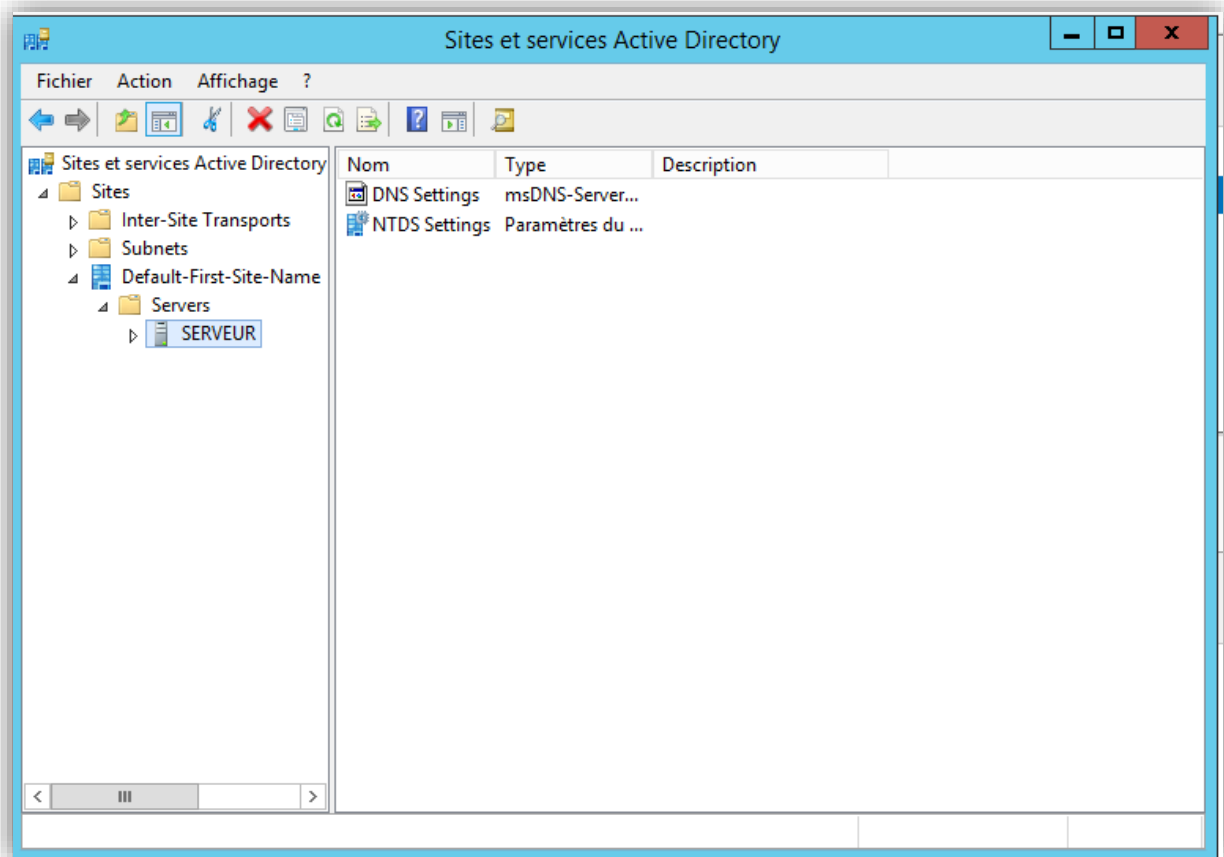 Sites et services Active Directory
Fichier Action Affichage ?
Sites et services Active Directory
Sites
Inter-Site Transports
Subnets
Default-First-Site-Name
Servers
SERVEUR
Nom Type Description
DNS Settings msDNS-Server...
NTDS Settings Paramètres du ...